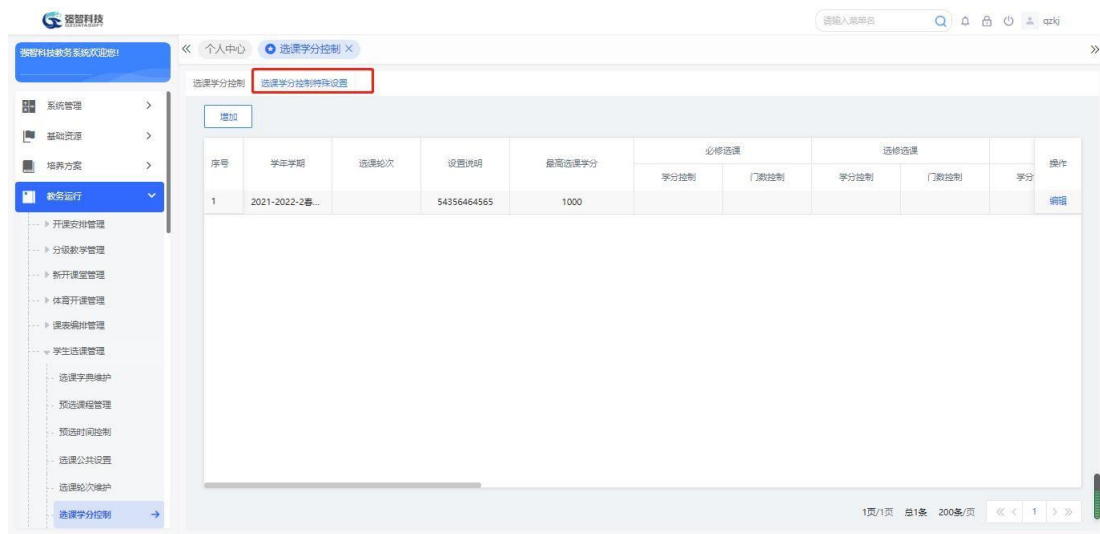 强智科技
QZDATASOFT
请输入菜单名
qzkj
强智科技教务系统欢迎您!
个人中心
选课学分控制
选课学分控制 选课学分控制特殊设置
系统管理
基础资源
培养方案
教务运行
开课安排管理
分级教学管理
新开课堂管理
体育开课管理
课表编排管理
学生选课管理
选课字典维护
预选课程管理
预选时间控制
选课公共设置
选课轮次维护
选课学分控制
增加
序号 学年学期 选课轮次 设置说明 最高选课学分 必修选课 选修选课 操作
学分控制 门数控制 学分控制 门数控制 学分
1 2021-2022-2春... 54356464565 1000 编辑
1页/1页 总1条 200条/页 1